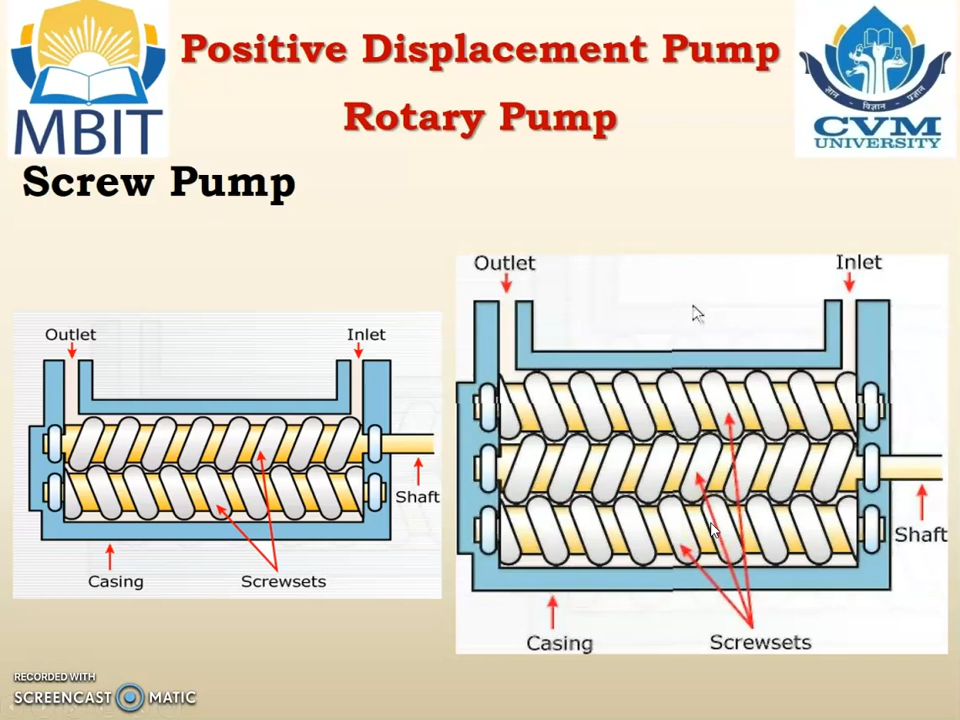 Positive Displacement Pump
Rotary Pump
MBIT
ज्ञान • विज्ञान • प्रज्ञान
CVM
UNIVERSITY
Screw Pump
Outlet
Inlet
Shaft
Casing
Screwsets
Outlet
Inlet
Shaft
Casing
Screwsets
RECORDED WITH
SCREENCAST MATIC